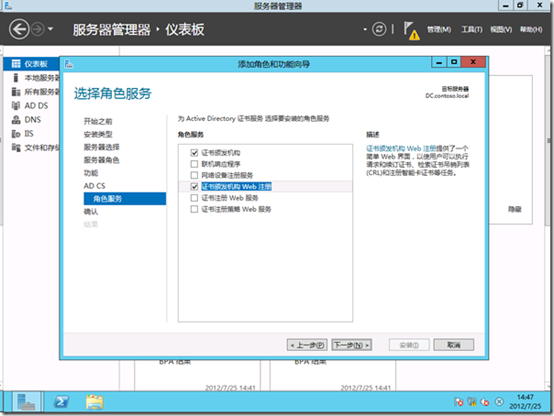 服务器管理器
服务器管理器 · 仪表板
管理(M) 工具(T) 视图(V) 帮助(H)
仪表板
本地服务器
所有服务器
AD DS
DNS
IIS
文件和存储
添加角色和功能向导
选择角色服务
目标服务器
DC.contoso.local
开始之前
安装类型
服务器选择
服务器角色
功能
AD CS
角色服务
确认
结果
为 Active Directory 证书服务 选择要安装的角色服务
角色服务
证书颁发机构
联机响应程序
网络设备注册服务
证书颁发机构 Web 注册
证书注册 Web 服务
证书注册策略 Web 服务
描述
证书颁发机构 Web 注册提供了一个
简单 Web 界面，以使用户可以执行
请求和续订证书、检索证书吊销列表
(CRL)和注册智能卡证书等任务。
隐藏
< 上一步(P)
下一步(N) >
安装(I)
取消
BPA 结果
BPA 结果
2012/7/25 14:41
2012/7/25 14:41
14:47
2012/7/25